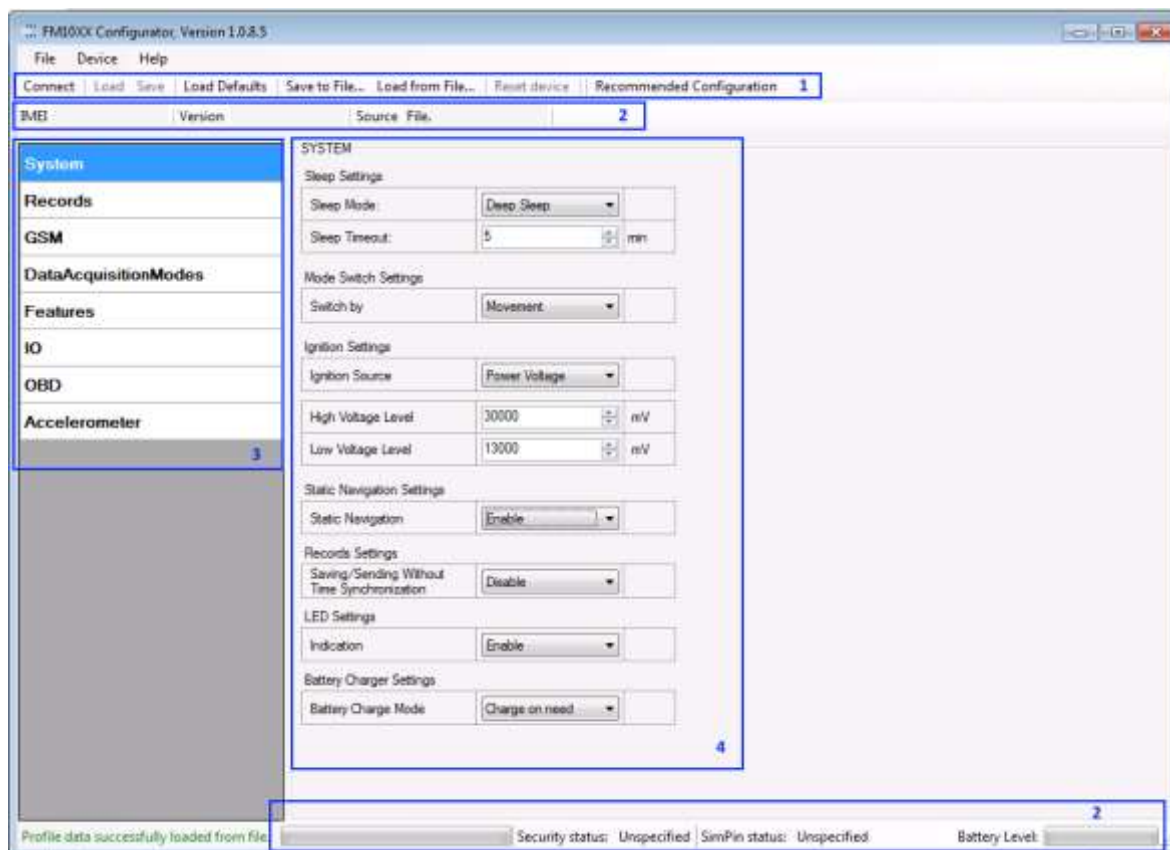 FM10XX Configurator, Version 1.0.8.5
File Device Help
Connect Load Save Load Defaults Save to File... Load from File... Reset device Recommended Configuration 1
IMEI Version Source File. 2
System
Records
GSM
DataAcquisitionModes
Features
IO
OBD
Accelerometer
3
SYSTEM
Sleep Settings
Sleep Mode: Deep Sleep
Sleep Timeout: 5 min
Mode Switch Settings
Switch by Movement
Ignition Settings
Ignition Source Power Voltage
High Voltage Level 30000 mV
Low Voltage Level 13000 mV
Static Navigation Settings
Static Navigation Enable
Records Settings
Saving/Sending Without
Time Synchronization Disable
LED Settings
Indication Enable
Battery Charger Settings
Battery Charge Mode Charge on need
4
2
Profile data successfully loaded from file. Security status: Unspecified SimPin status: Unspecified Battery Level: